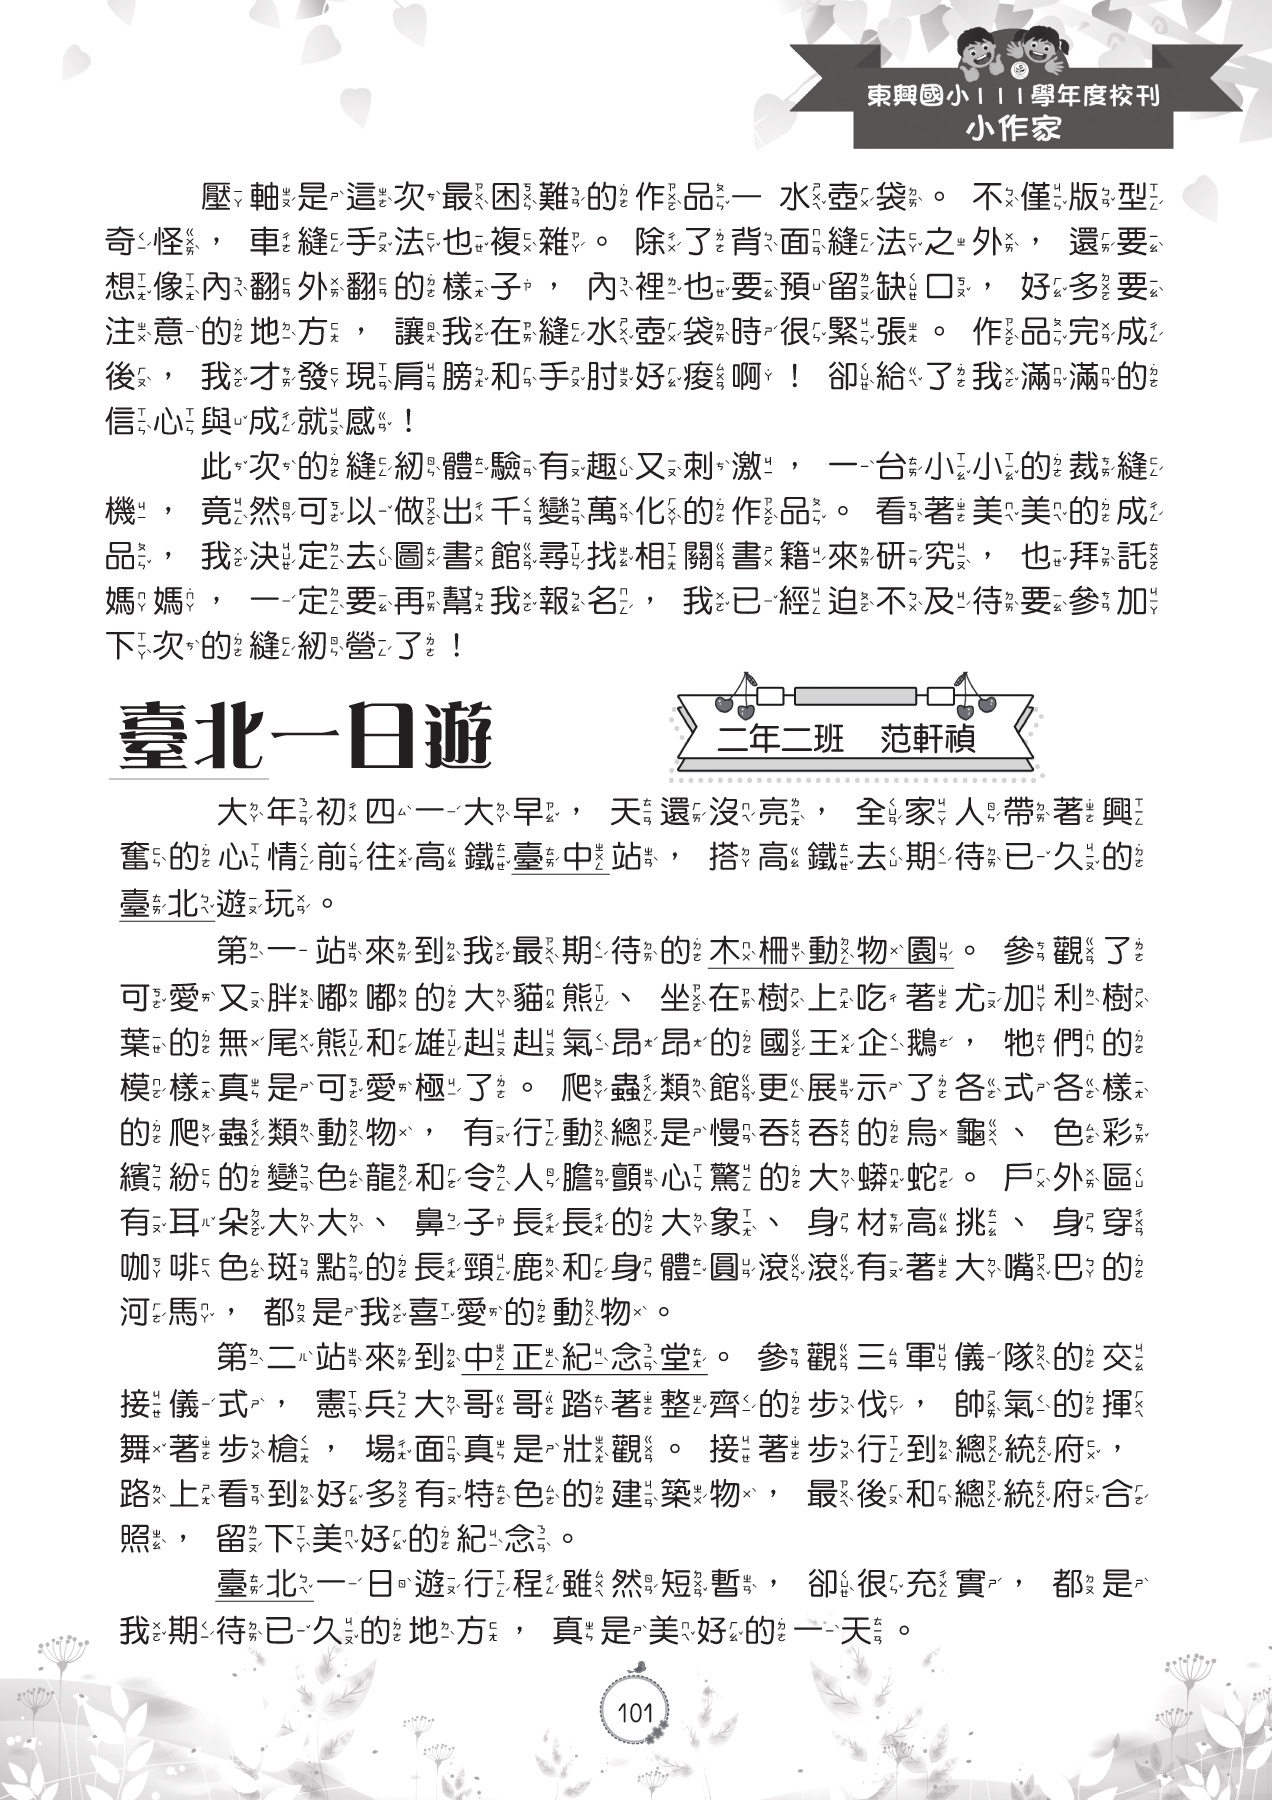 東興國小111學年度校刊
小作家
壓軸是這次最困難的作品—水壺袋。不僅版型
奇怪，車縫手法也複雜。除了背面縫法之外，還要
想像內翻外翻的樣子，內裡也要預留缺口，好多要
注意的地方，讓我在縫水壺袋時很緊張。作品完成
後，我才發現肩膀和手肘好痠啊！卻給了我滿滿的
信心與成就感！
此次的縫紉體驗有趣又刺激，一台小小的裁縫
機，竟然可以做出千變萬化的作品。看著美美的成
品，我決定去圖書館尋找相關書籍來研究，也拜託
媽媽，一定要再幫我報名，我已經迫不及待要參加
下次的縫紉營了！
臺北一日遊
二年二班　范軒禎
大年初四一大早，天還沒亮，全家人帶著興
奮的心情前往高鐵臺中站，搭高鐵去期待已久的
臺北遊玩。
第一站來到我最期待的木柵動物園。參觀了
可愛又胖嘟嘟的大貓熊、坐在樹上吃著尤加利樹
葉的無尾熊和雄赳赳氣昂昂的國王企鵝，牠們的
模樣真是可愛極了。爬蟲類館更展示了各式各樣
的爬蟲類動物，有行動總是慢吞吞的烏龜、色彩
繽紛的變色龍和令人膽顫心驚的大蟒蛇。戶外區
有耳朵大大、鼻子長長的大象、身材高挑、身穿
咖啡色斑點的長頸鹿和身體圓滾滾有著大嘴巴的
河馬，都是我喜愛的動物。
第二站來到中正紀念堂。參觀三軍儀隊的交
接儀式，憲兵大哥哥踏著整齊的步伐，帥氣的揮
舞著步槍，場面真是壯觀。接著步行到總統府，
路上看到好多有特色的建築物，最後和總統府合
照，留下美好的紀念。
臺北一日遊行程雖然短暫，卻很充實，都是
我期待已久的地方，真是美好的一天。
101